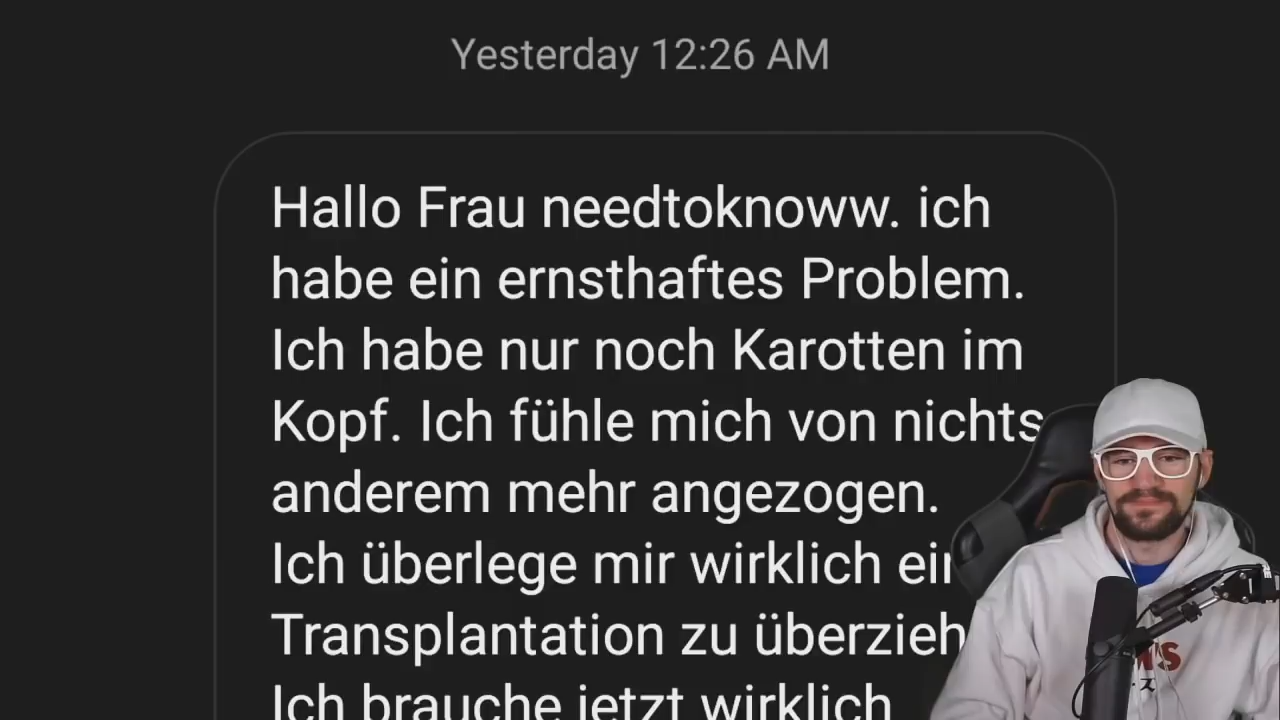 Yesterday 12:26 AM
Hallo Frau needtoknoww. ich
habe ein ernsthaftes Problem.
Ich habe nur noch Karotten im
Kopf. Ich fühle mich von nichts
anderem mehr angezogen.
Ich überlege mir wirklich
Transplantation zu
Ich brauche jetzt wirklich